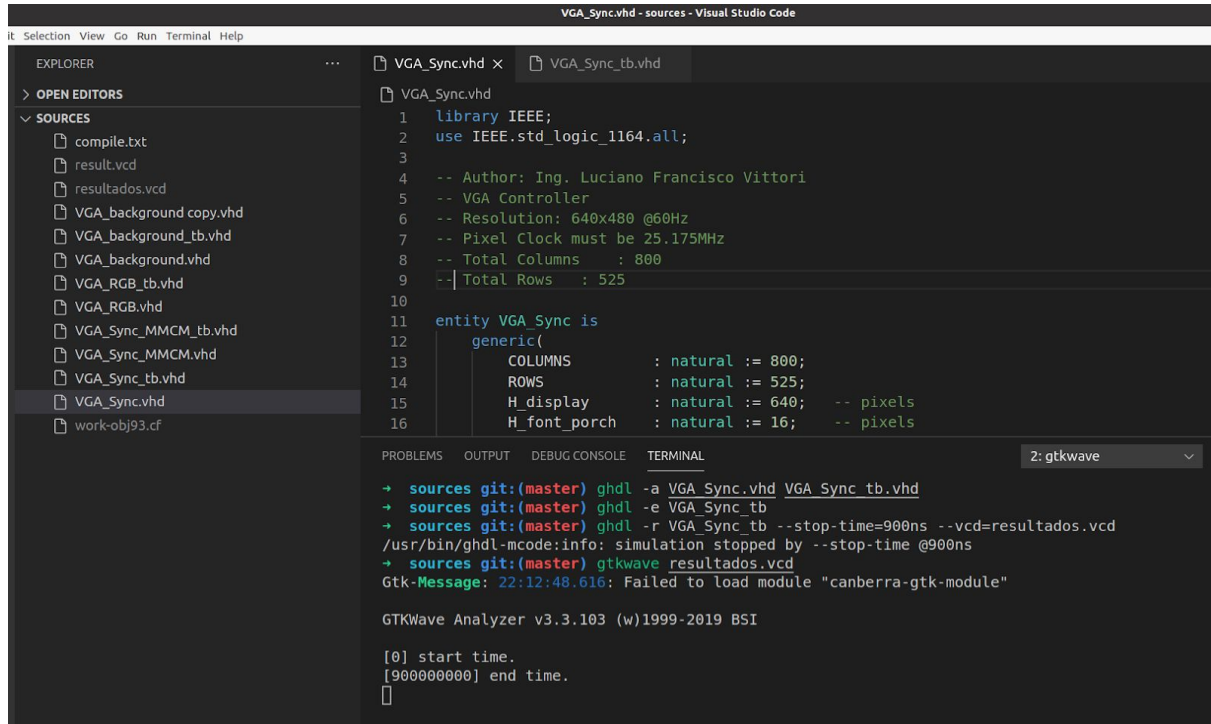 VGA_Sync.vhd - sources - Visual Studio Code
it Selection View Go Run Terminal Help
EXPLORER ···
OPEN EDITORS
SOURCES
compile.txt
result.vcd
resultados.vcd
VGA_background copy.vhd
VGA_background_tb.vhd
VGA_background.vhd
VGA_RGB_tb.vhd
VGA_RGB.vhd
VGA_Sync_MMCM_tb.vhd
VGA_Sync_MMCM.vhd
VGA_Sync_tb.vhd
VGA_Sync.vhd
work-obj93.cf
VGA_Sync.vhd × VGA_Sync_tb.vhd
VGA_Sync.vhd
1 library IEEE;
2 use IEEE.std_logic_1164.all;
3
4 -- Author: Ing. Luciano Francisco Vittori
5 -- VGA Controller
6 -- Resolution: 640x480 @60Hz
7 -- Pixel Clock must be 25.175MHz
8 -- Total Columns : 800
9 -- Total Rows : 525
10
11 entity VGA_Sync is
12 generic(
13 COLUMNS : natural := 800;
14 ROWS : natural := 525;
15 H_display : natural := 640; -- pixels
16 H_font_porch : natural := 16; -- pixels
PROBLEMS OUTPUT DEBUG CONSOLE TERMINAL 2: gtkwave
→ sources git:(master) ghdl -a VGA_Sync.vhd VGA_Sync_tb.vhd
→ sources git:(master) ghdl -e VGA_Sync_tb
→ sources git:(master) ghdl -r VGA_Sync_tb --stop-time=900ns --vcd=resultados.vcd
/usr/bin/ghdl-mcode:info: simulation stopped by --stop-time @900ns
→ sources git:(master) gtkwave resultados.vcd
Gtk-Message: 22:12:48.616: Failed to load module "canberra-gtk-module"
GTKWave Analyzer v3.3.103 (w)1999-2019 BSI
[0] start time.
[900000000] end time.